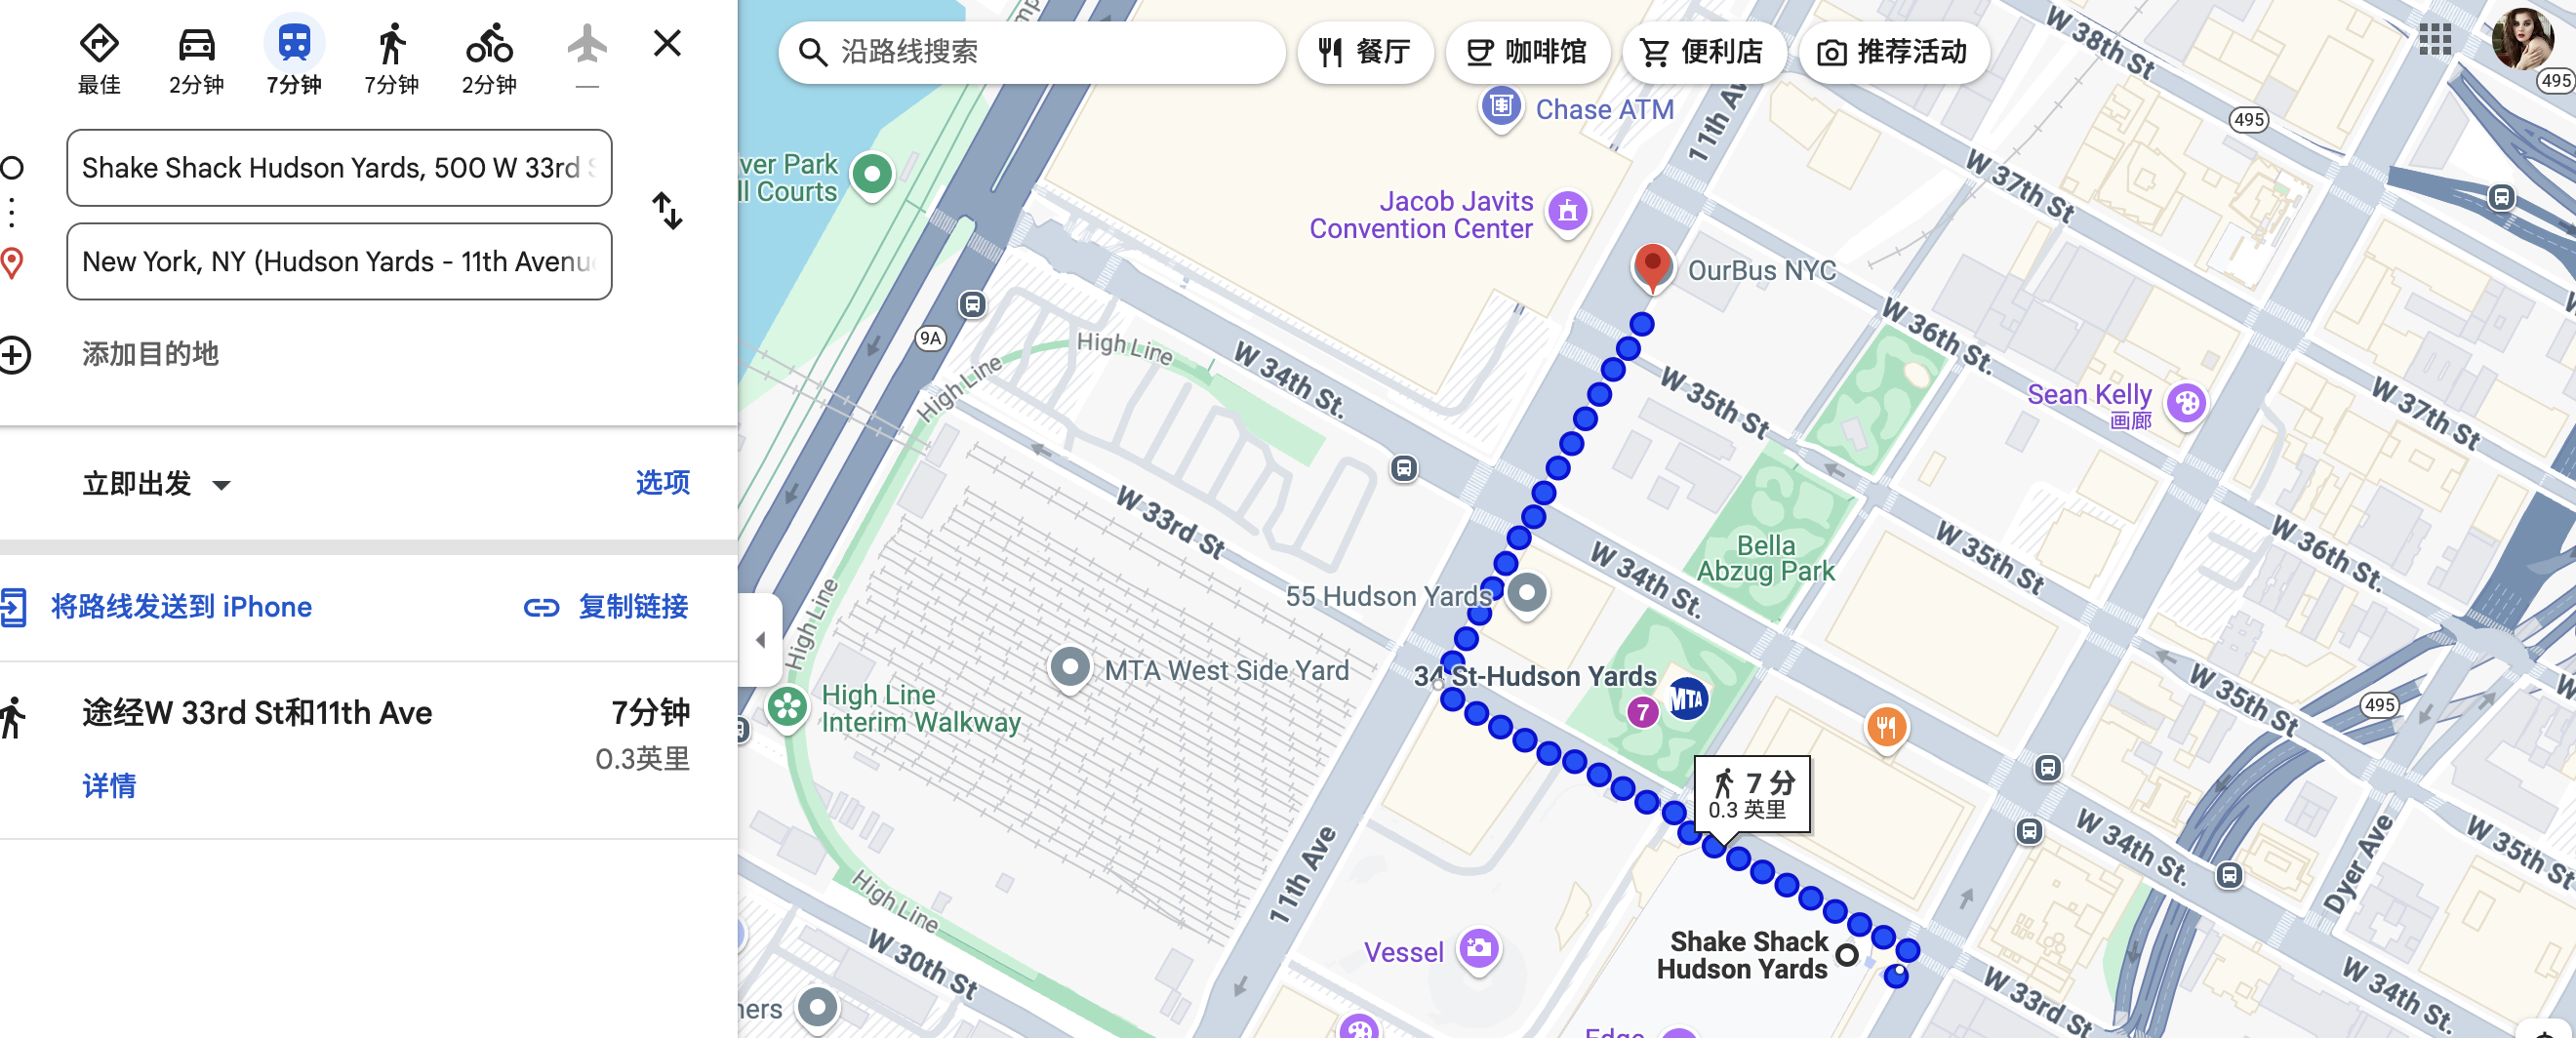 最佳
2分钟
7分钟
7分钟
2分钟
—
Shake Shack Hudson Yards, 500 W 33rd
New York, NY (Hudson Yards - 11th Avenu
添加目的地
立即出发
选项
将路线发送到 iPhone
复制链接
途经W 33rd St和11th Ave
7分钟
0.3英里
详情
沿路线搜索
餐厅
咖啡馆
便利店
推荐活动
Chase ATM
11th Av
W 38th St
495
495
ver Park
ll Courts
Jacob Javits
Convention Center
W 37th St
OurBus NYC
9A
High Line
High Line
W 34th St.
W 36th St.
W 35th St
Sean Kelly
画廊
W 37th St
W 33rd St
Bella
Abzug Park
W 34th St.
W 35th St
W 36th St.
55 Hudson Yards
High Line
MTA West Side Yard
34 St-Hudson Yards
7
MTA
High Line
Interim Walkway
W 35th St
495
7 分
0.3 英里
11th Ave
W 34th St.
Dyer Ave
W 35th St
High Line
W 30th St
Vessel
Shake Shack
Hudson Yards
W 33rd St
W 34th St.
ners
Edge